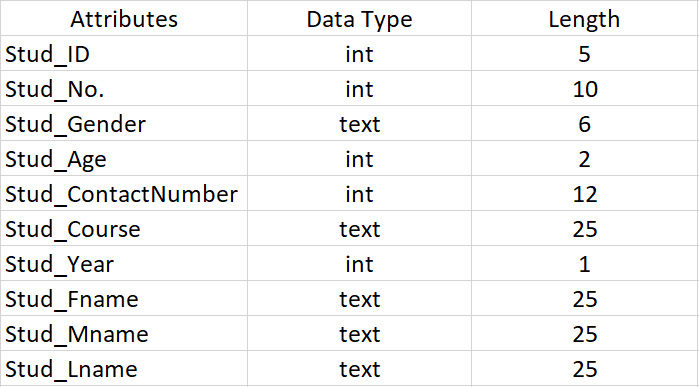 Attributes Data Type Length
Stud_ID int 5
Stud_No. int 10
Stud_Gender text 6
Stud_Age int 2
Stud_ContactNumber int 12
Stud_Course text 25
Stud_Year int 1
Stud_Fname text 25
Stud_Mname text 25
Stud_Lname text 25